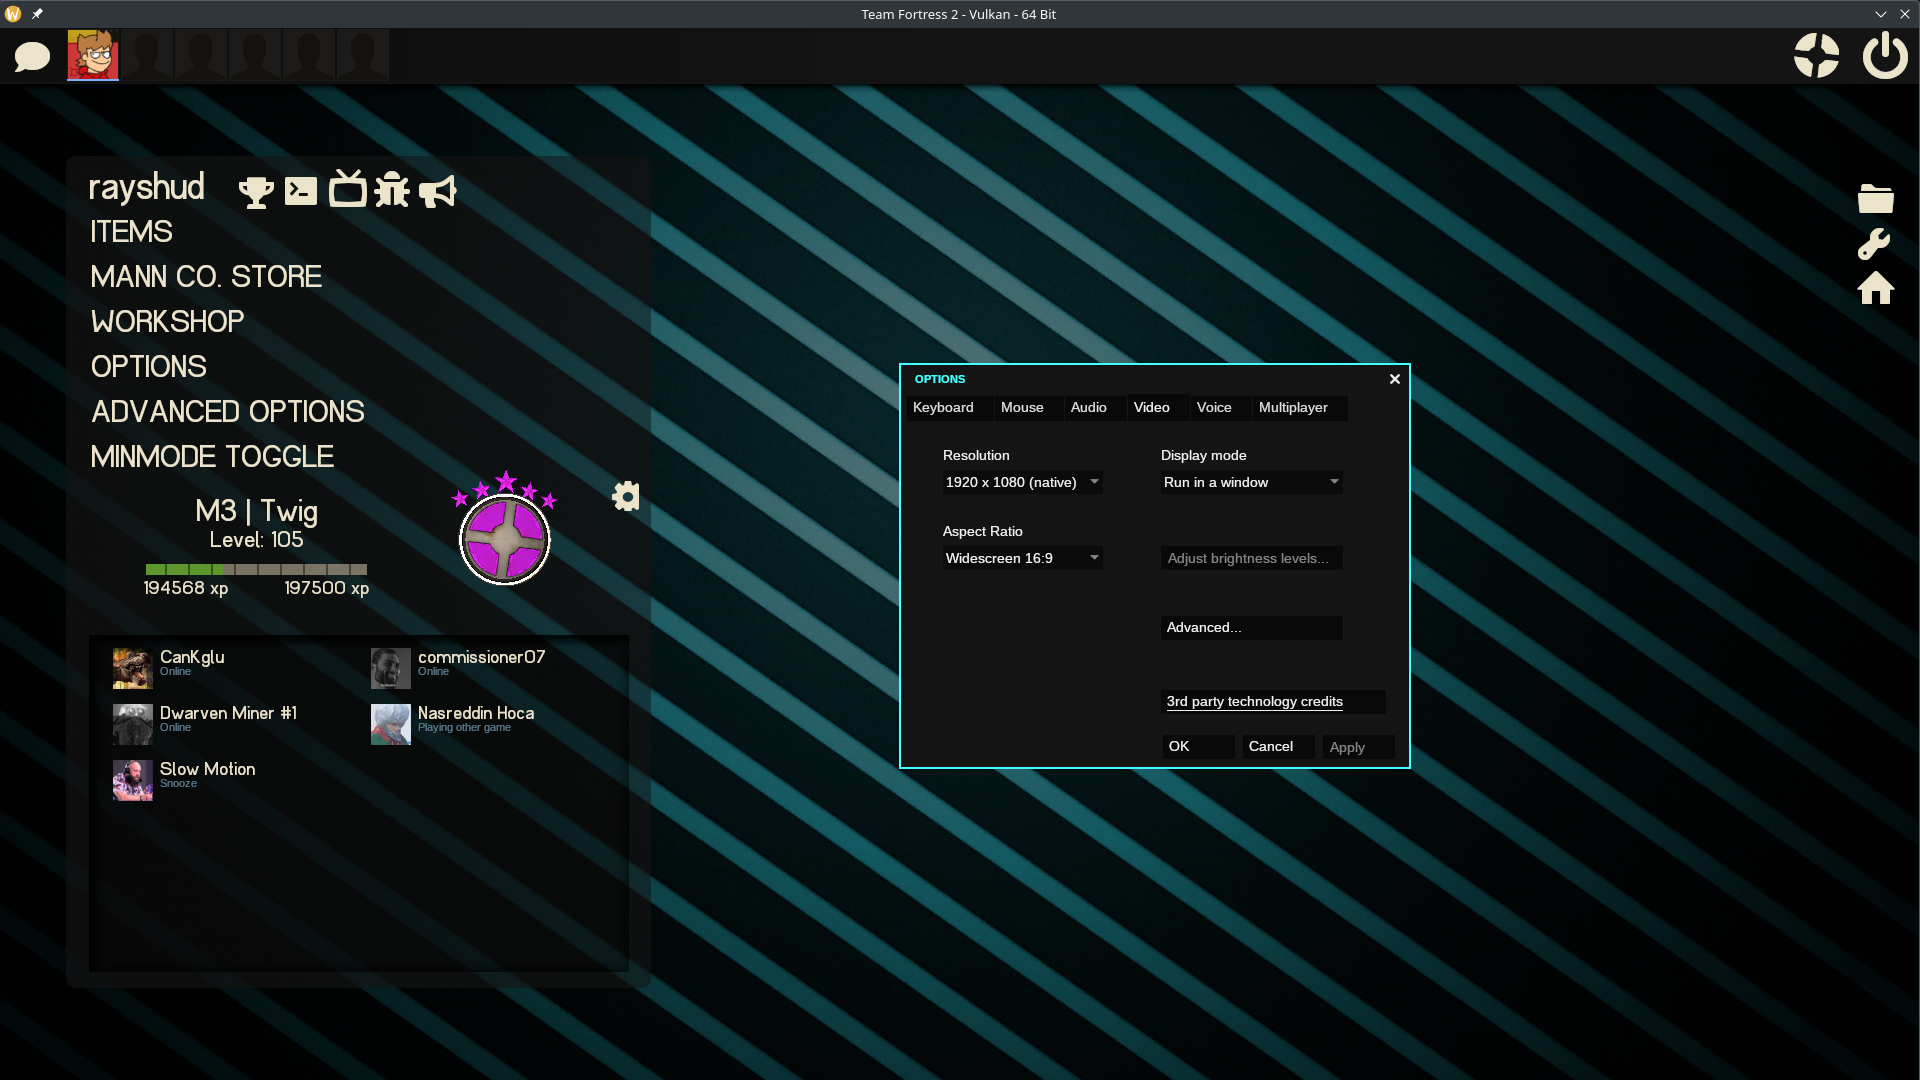 Team Fortress 2 - Vulkan - 64 Bit
rayshud
ITEMS
MANN CO. STORE
WORKSHOP
OPTIONS
ADVANCED OPTIONS
MINMODE TOGGLE
M3 | Twig
Level: 105
194568 xp
197500 xp
CanKglu
Online
commissioner07
Online
Dwarven Miner #1
Online
Nasreddin Hoca
Playing other game
Slow Motion
Snooze
OPTIONS
Keyboard
Mouse
Audio
Video
Voice
Multiplayer
Resolution
Display mode
1920 x 1080 (native)
Run in a window
Aspect Ratio
Widescreen 16:9
Adjust brightness levels...
Advanced...
3rd party technology credits
OK
Cancel
Apply